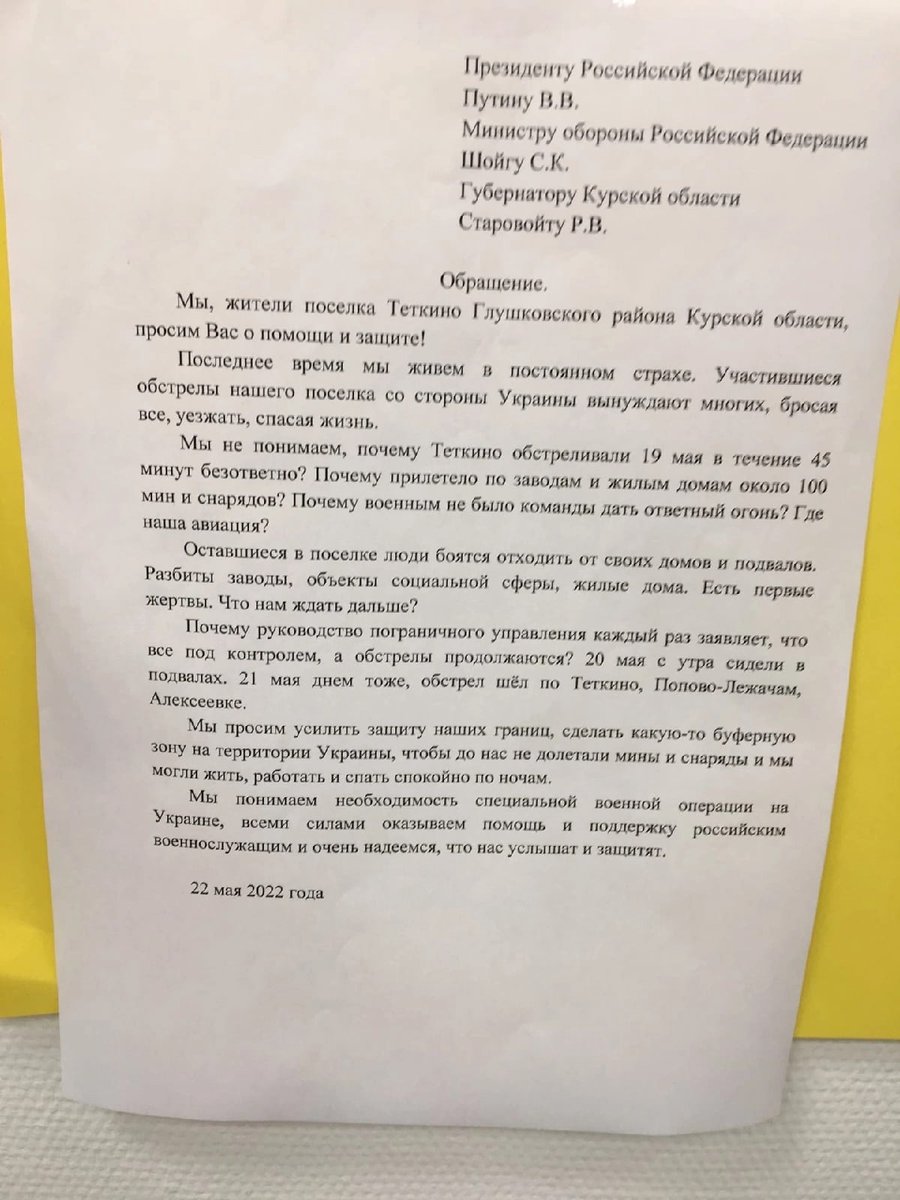 Президенту Российской Федерации
Путину В.В.
Министру обороны Российской Федерации
Шойгу С.К.
Губернатору Курской области
Старовойту Р.В.
Обращение.
Мы, жители поселка Теткино Глушковского района Курской области,
просим Вас о помощи и защите!
Последнее время мы живем в постоянном страхе. Участившиеся
обстрелы нашего поселка со стороны Украины вынуждают многих, бросая
все, уезжать, спасая жизнь.
Мы не понимаем, почему Теткино обстреливали 19 мая в течение 45
минут безответно? Почему прилетело по заводам и жилым домам около 100
мин и снарядов? Почему военным не было команды дать ответный огонь? Где
наша авиация?
Оставшиеся в поселке люди боятся отходить от своих домов и подвалов.
Разбиты заводы, объекты социальной сферы, жилые дома. Есть первые
жертвы. Что нам ждать дальше?
Почему руководство пограничного управления каждый раз заявляет, что
все под контролем, а обстрелы продолжаются? 20 мая с утра сидели в
подвалах. 21 мая днем тоже, обстрел шёл по Теткино, Попово-Лежачам,
Алексеевке.
Мы просим усилить защиту наших границ, сделать какую-то буферную
зону на территории Украины, чтобы до нас не долетали мины и снаряды и мы
могли жить, работать и спать спокойно по ночам.
Мы понимаем необходимость специальной военной операции на
Украине, всеми силами оказываем помощь и поддержку российским
военнослужащим и очень надеемся, что нас услышат и защитят.
22 мая 2022 года